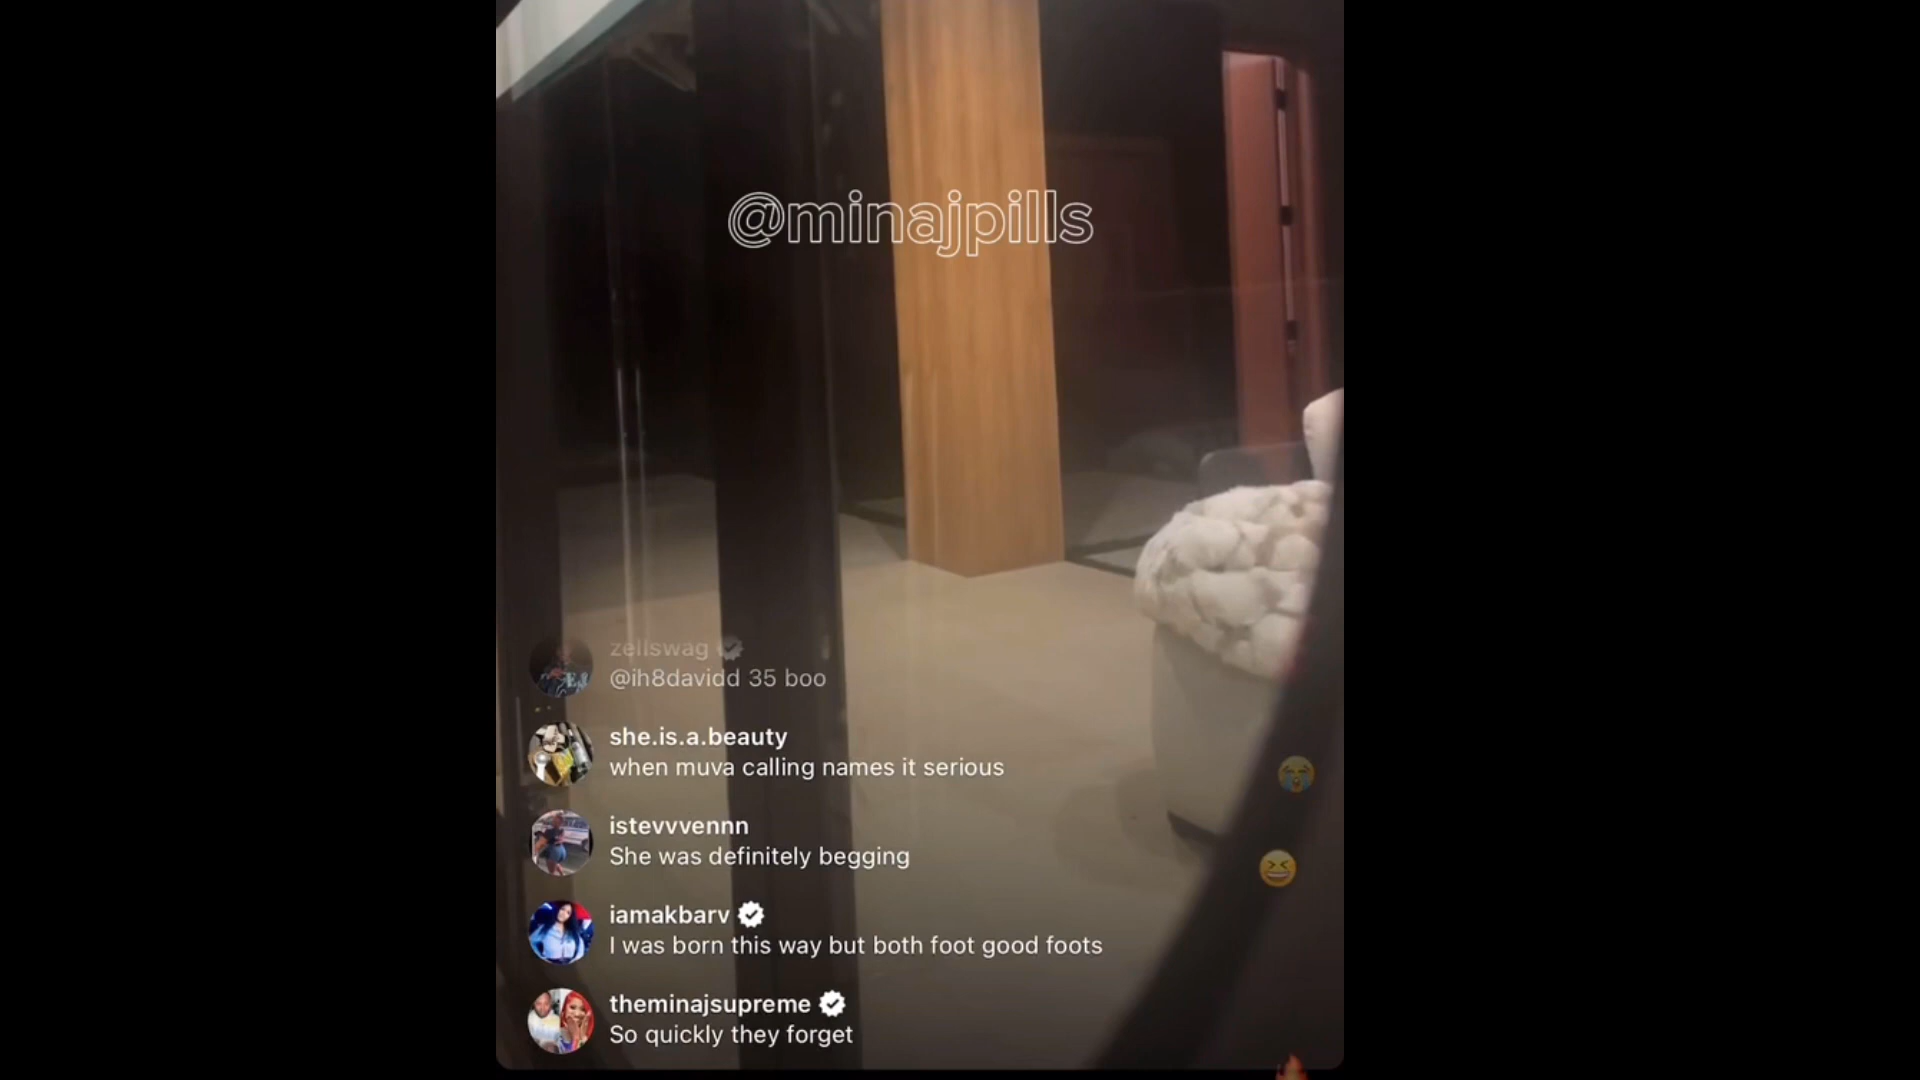 @minajpills
zellswag
@ih8davidd 35 boo
she.is.a.beauty
when muva calling names it serious
istevvvennn
She was definitely begging
iamakbarv
I was born this way but both foot good foots
theminajsupreme
So quickly they forget